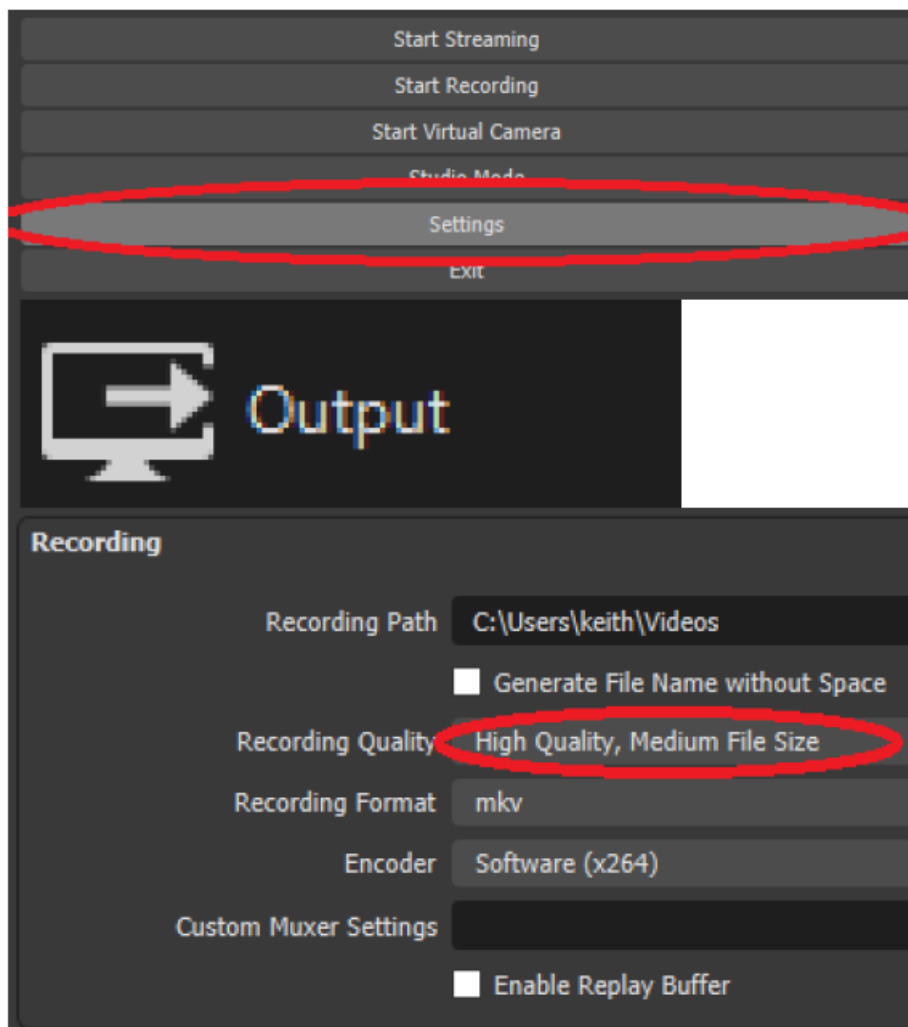 Start Streaming
Start Recording
Start Virtual Camera
Studio Mode
Settings
Exit
Output
Recording
Recording Path C:\Users\keith\Videos
Generate File Name without Space
Recording Quality High Quality, Medium File Size
Recording Format mkv
Encoder Software (x264)
Custom Muxer Settings
Enable Replay Buffer